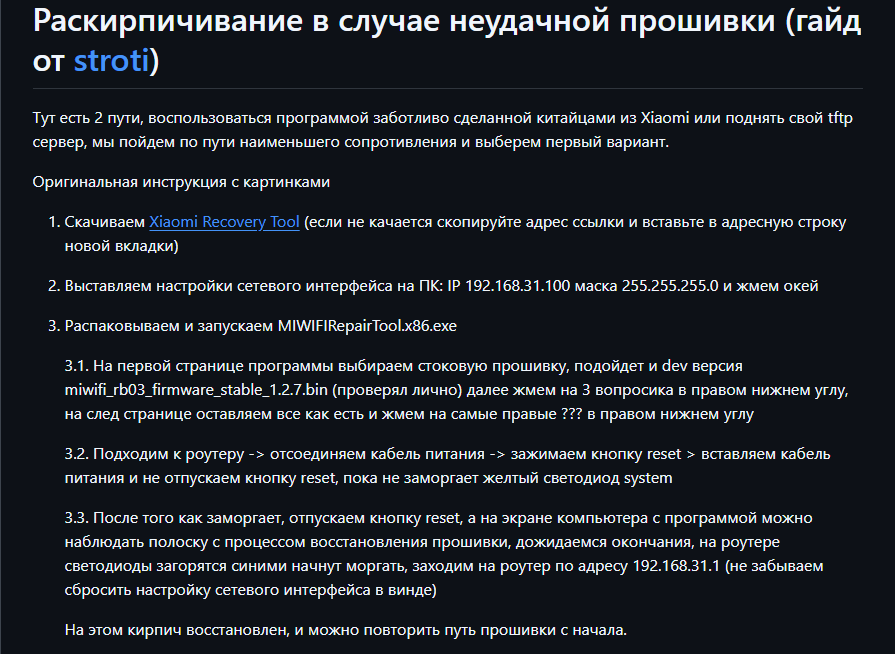 Раскирпичивание в случае неудачной прошивки (гайд
от stroti)
Тут есть 2 пути, воспользоваться программой заботливо сделанной китайцами из Xiaomi или поднять свой tftp
сервер, мы пойдем по пути наименьшего сопротивления и выберем первый вариант.
Оригинальная инструкция с картинками
1. Скачиваем Xiaomi Recovery Tool (если не качается скопируйте адрес ссылки и вставьте в адресную строку
новой вкладки)
2. Выставляем настройки сетевого интерфейса на ПК: IP 192.168.31.100 маска 255.255.255.0 и жмем окей
3. Распаковываем и запускаем MIWIFIRepairTool.x86.exe
3.1. На первой странице программы выбираем стоковую прошивку, подойдет и dev версия
miwifi_rb03_firmware_stable_1.2.7.bin (проверял лично) далее жмем на 3 вопросика в правом нижнем углу,
на след странице оставляем все как есть и жмем на самые правые ??? в правом нижнем углу
3.2. Подходим к роутеру -> отсоединяем кабель питания -> зажимаем кнопку reset > вставляем кабель
питания и не отпускаем кнопку reset, пока не заморгает желтый светодиод system
3.3. После того как заморгает, отпускаем кнопку reset, а на экране компьютера с программой можно
наблюдать полоску с процессом восстановления прошивки, дожидаемся окончания, на роутере
светодиоды загорятся синими начнут моргать, заходим на роутер по адресу 192.168.31.1 (не забываем
сбросить настройку сетевого интерфейса в винде)
На этом кирпич восстановлен, и можно повторить путь прошивки с начала.